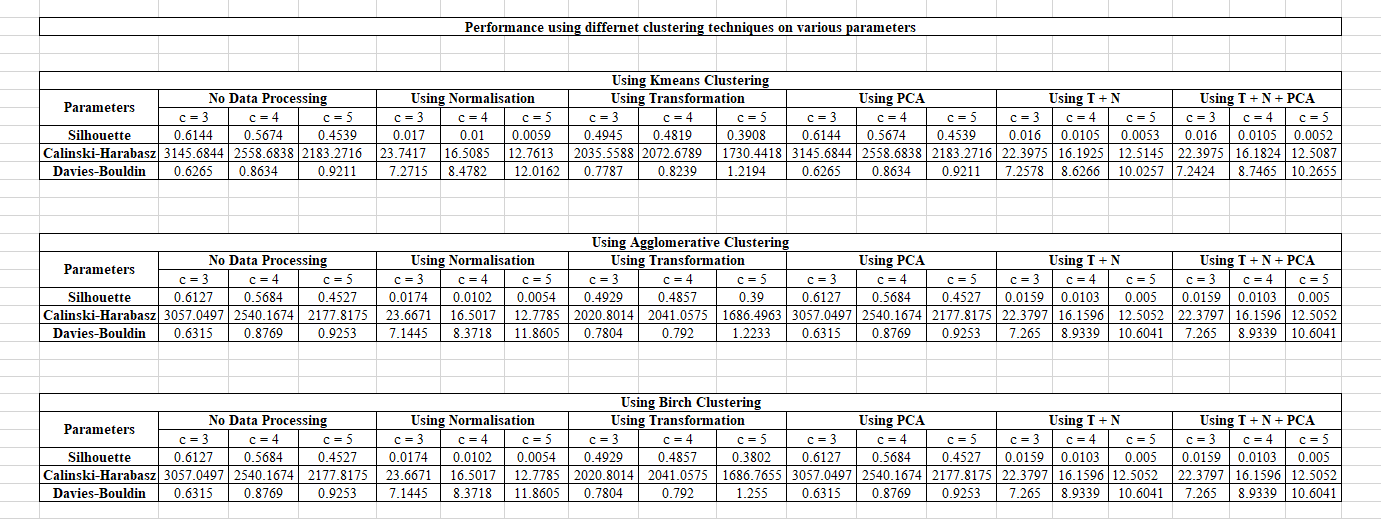 Performance using differnet clustering techniques on various parameters
Using Kmeans Clustering
Parameters No Data Processing Using Normalisation Using Transformation Using PCA Using T + N Using T + N + PCA
c = 3 c = 4 c = 5 c = 3 c = 4 c = 5 c = 3 c = 4 c = 5 c = 3 c = 4 c = 5 c = 3 c = 4 c = 5 c = 3 c = 4 c = 5
Silhouette 0.6144 0.5674 0.4539 0.017 0.01 0.0059 0.4945 0.4819 0.3908 0.6144 0.5674 0.4539 0.016 0.0105 0.0053 0.016 0.0105 0.0052
Calinski-Harabasz 3145.6844 2558.6838 2183.2716 23.7417 16.5085 12.7613 2035.5588 2072.6789 1730.4418 3145.6844 2558.6838 2183.2716 22.3975 16.1925 12.5145 22.3975 16.1824 12.5087
Davies-Bouldin 0.6265 0.8634 0.9211 7.2715 8.4782 12.0162 0.7787 0.8239 1.2194 0.6265 0.8634 0.9211 7.2578 8.6266 10.0257 7.2424 8.7465 10.2655
Using Agglomerative Clustering
Parameters No Data Processing Using Normalisation Using Transformation Using PCA Using T + N Using T + N + PCA
c = 3 c = 4 c = 5 c = 3 c = 4 c = 5 c = 3 c = 4 c = 5 c = 3 c = 4 c = 5 c = 3 c = 4 c = 5 c = 3 c = 4 c = 5
Silhouette 0.6127 0.5684 0.4527 0.0174 0.0102 0.0054 0.4929 0.4857 0.39 0.6127 0.5684 0.4527 0.0159 0.0103 0.005 0.0159 0.0103 0.005
Calinski-Harabasz 3057.0497 2540.1674 2177.8175 23.6671 16.5017 12.7785 2020.8014 2041.0575 1686.4963 3057.0497 2540.1674 2177.8175 22.3797 16.1596 12.5052 22.3797 16.1596 12.5052
Davies-Bouldin 0.6315 0.8769 0.9253 7.1445 8.3718 11.8605 0.7804 0.792 1.2233 0.6315 0.8769 0.9253 7.265 8.9339 10.6041 7.265 8.9339 10.6041
Using Birch Clustering
Parameters No Data Processing Using Normalisation Using Transformation Using PCA Using T + N Using T + N + PCA
c = 3 c = 4 c = 5 c = 3 c = 4 c = 5 c = 3 c = 4 c = 5 c = 3 c = 4 c = 5 c = 3 c = 4 c = 5 c = 3 c = 4 c = 5
Silhouette 0.6127 0.5684 0.4527 0.0174 0.0102 0.0054 0.4929 0.4857 0.3802 0.6127 0.5684 0.4527 0.0159 0.0103 0.005 0.0159 0.0103 0.005
Calinski-Harabasz 3057.0497 2540.1674 2177.8175 23.6671 16.5017 12.7785 2020.8014 2041.0575 1686.7655 3057.0497 2540.1674 2177.8175 22.3797 16.1596 12.5052 22.3797 16.1596 12.5052
Davies-Bouldin 0.6315 0.8769 0.9253 7.1445 8.3718 11.8605 0.7804 0.792 1.255 0.6315 0.8769 0.9253 7.265 8.9339 10.6041 7.265 8.9339 10.6041